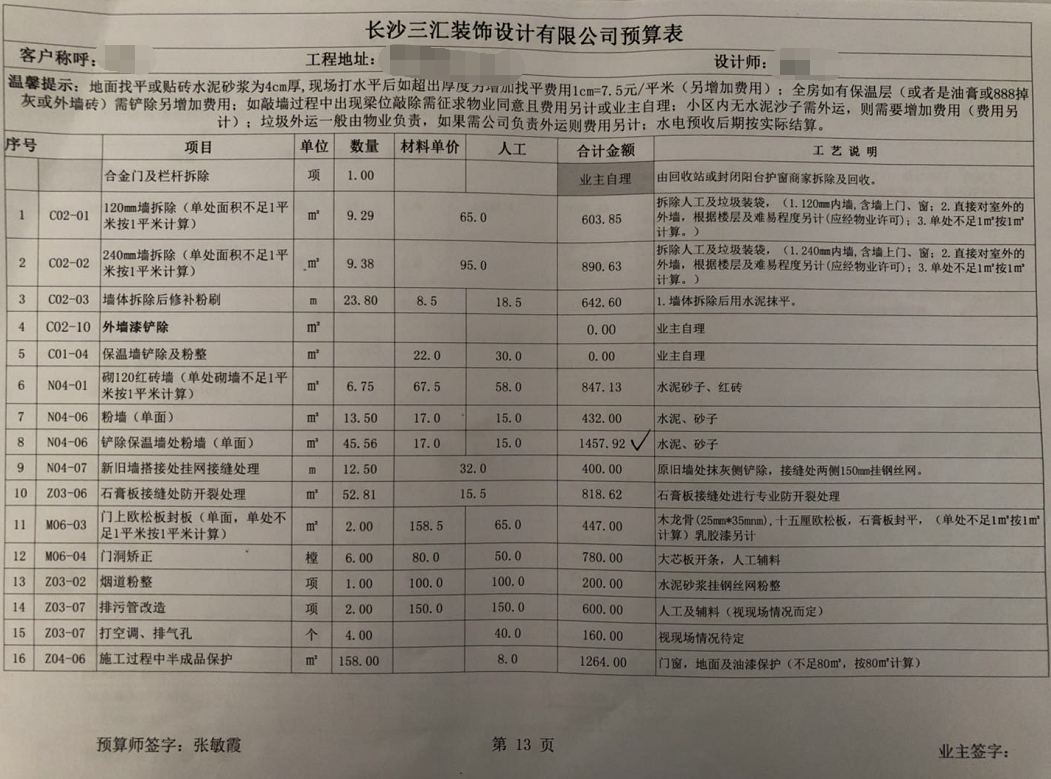 长沙三汇装饰设计有限公司预算表
客户称呼: 工程地址: 设计师:
温馨提示：地面找平或贴砖水泥砂浆为4cm厚,现场打水平后如超出厚度另增加找平费用1cm=7.5元/平米（另增加费用）；全房如有保温层（或者是油膏或888掉
灰或外墙砖）需铲除另增加费用；如敲墙过程中出现梁位敲除需征求物业同意且费用另计或业主自理；小区内无水泥沙子需外运，则需要增加费用（费用另
计）；垃圾外运一般由物业负责，如果需公司负责外运则费用另计；水电预收后期按实际结算。
序号 项目 单位 数量 材料单价 人工 合计金额 工艺说明
合金门及栏杆拆除 项 1.00 业主自理 由回收站或封闭阳台护窗商家拆除及回收。
1 C02-01 120mm墙拆除（单处面积不足1平米按1平米计算） m² 9.29 65.0 603.85 拆除人工及垃圾装袋，（1.120mm内墙,含墙上门、窗；2.直接对室外的外墙，根据楼层及难易程度另计(应经物业许可)；3.单处不足1㎡按1㎡计算。）
2 C02-02 240mm墙拆除（单处面积不足1平米按1平米计算） m² 9.38 95.0 890.63 拆除人工及垃圾装袋，（1.240mm内墙,含墙上门、窗；2.直接对室外的外墙，根据楼层及难易程度另计(应经物业许可)；3.单处不足1㎡按1㎡计算。）
3 C02-03 墙体拆除后修补粉刷 m 23.80 8.5 18.5 642.60 1.墙体拆除后用水泥抹平。
4 C02-10 外墙漆铲除 m² 0.00 业主自理
5 C01-04 保温墙铲除及粉整 m² 22.0 30.0 0.00 业主自理
6 N04-01 砌120红砖墙（单处砌墙不足1平米按1平米计算） m² 6.75 67.5 58.0 847.13 水泥砂子、红砖
7 N04-06 粉墙（单面） m² 13.50 17.0 15.0 432.00 水泥、砂子
8 N04-06 铲除保温墙处粉墙（单面） m² 45.56 17.0 15.0 1457.92 ✓ 水泥、砂子
9 N04-07 新旧墙搭接处挂网接缝处理 m 12.50 32.0 400.00 原旧墙处抹灰侧铲除，接缝处两侧150mm挂钢丝网。
10 Z03-06 石膏板接缝处防开裂处理 m² 52.81 15.5 818.62 石膏板接缝处进行专业防开裂处理
11 M06-03 门上欧松板封板（单面，单处不足1平米按1平米计算） m² 2.00 158.5 65.0 447.00 木龙骨(25mm*35mnm),十五厘欧松板，石膏板封平，（单处不足1㎡按1㎡计算）乳胶漆另计
12 M06-04 门洞矫正 樘 6.00 80.0 50.0 780.00 大芯板开条，人工辅料
13 Z03-02 烟道粉整 项 1.00 100.0 100.0 200.00 水泥砂浆挂钢丝网粉整
14 Z03-07 排污管改造 项 2.00 150.0 150.0 600.00 人工及辅料（视现场情况而定）
15 Z03-07 打空调、排气孔 个 4.00 40.0 160.00 视现场情况待定
16 Z04-06 施工过程中半成品保护 m² 158.00 8.0 1264.00 门窗，地面及油漆保护（不足80㎡，按80㎡计算）
预算师签字：张敏霞 第 13 页 业主签字：